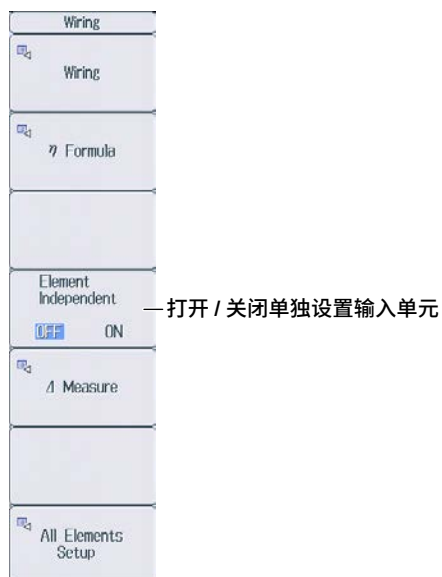 Wiring
Wiring
η Formula
Element
Independent
OFF ON
打开 / 关闭单独设置输入单元
Δ Measure
All Elements
Setup